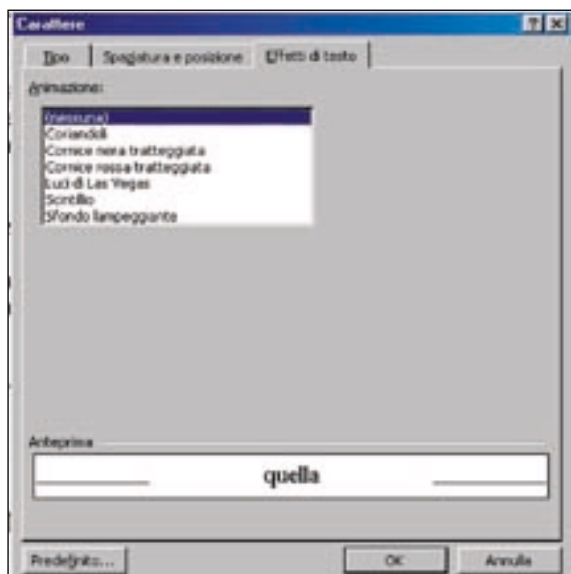 Carattere
Tipo Spaziatura e posizione Effetti di testo
Animazione:
(nessuna)
Coriandoli
Cornice nera tratteggiata
Cornice rossa tratteggiata
Luci di Las Vegas
Scintillio
Sfondo lampeggiante
Anteprima
quella
Predefinito... OK Annulla